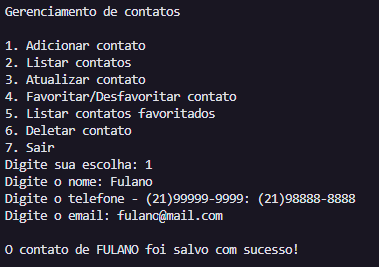 Gerenciamento de contatos
1. Adicionar contato
2. Listar contatos
3. Atualizar contato
4. Favoritar/Desfavoritar contato
5. Listar contatos favoritados
6. Deletar contato
7. Sair
Digite sua escolha: 1
Digite o nome: Fulano
Digite o telefone - (21)99999-9999: (21)98888-8888
Digite o email: fulano@mail.com
O contato de FULANO foi salvo com sucesso!